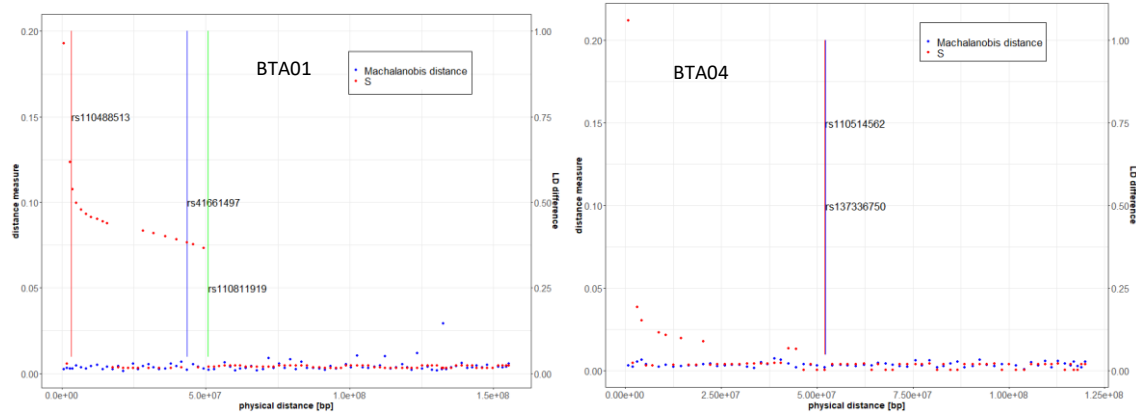 BTA01
Machalanobis distance
S
rs110488513
rs41661497
rs110811919
0.20
0.15
0.10
0.05
0.00
1.00
0.75
0.50
0.25
0.00
distance measure
LD difference
0.0e+00
5.0e+07
1.0e+08
1.5e+08
physical distance [bp]
BTA04
Machalanobis distance
S
rs110514562
rs137336750
0.20
0.15
0.10
0.05
0.00
1.00
0.75
0.50
0.25
0.00
distance measure
LD difference
0.00e+00
2.50e+07
5.00e+07
7.50e+07
1.00e+08
1.25e+08
physical distance [bp]